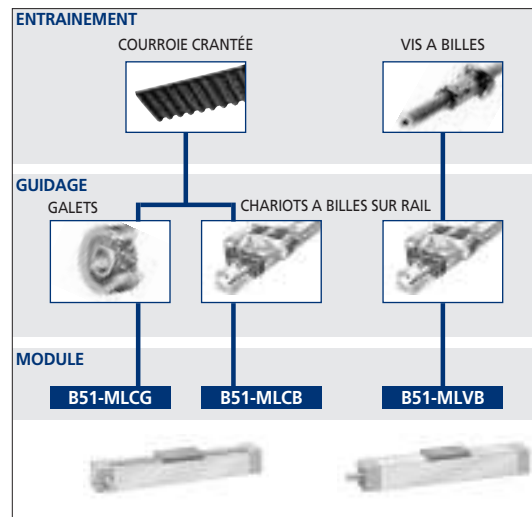 ENTRAINEMENT
COURROIE CRANTÉE
VIS A BILLES
GUIDAGE
GALETS
CHARIOTS A BILLES SUR RAIL
MODULE
B51-MLCG
B51-MLCB
B51-MLVB